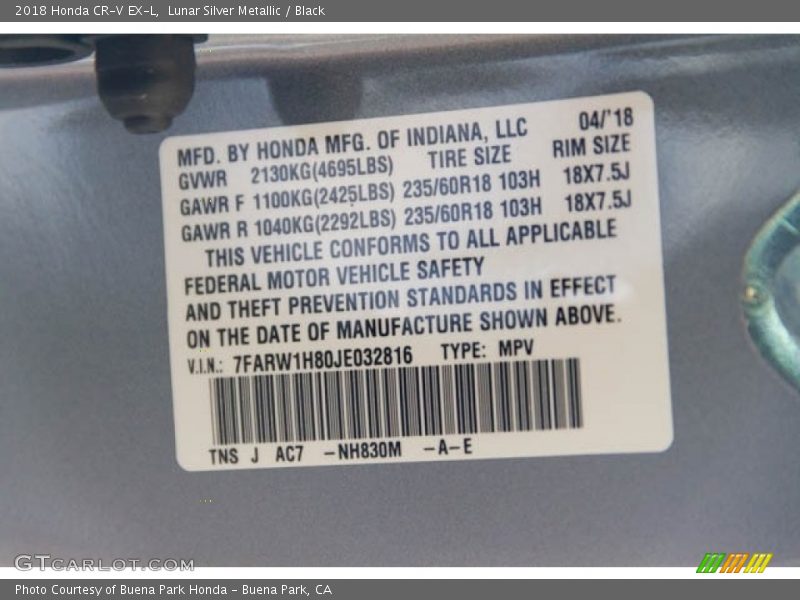 2018 Honda CR-V EX-L,  Lunar Silver Metallic / Black
MFD. BY HONDA MFG. OF INDIANA, LLC 04/'18
GVWR 2130KG(4695LBS) TIRE SIZE RIM SIZE
GAWR F 1100KG(2425LBS) 235/60R18 103H 18X7.5J
GAWR R 1040KG(2292LBS) 235/60R18 103H 18X7.5J
THIS VEHICLE CONFORMS TO ALL APPLICABLE
FEDERAL MOTOR VEHICLE SAFETY
AND THEFT PREVENTION STANDARDS IN EFFECT
ON THE DATE OF MANUFACTURE SHOWN ABOVE.
V.I.N.: 7FARW1H80JE032816 TYPE: MPV
TNS J AC7 -NH830M -A-E
GTCARLOT.COM
Photo Courtesy of Buena Park Honda - Buena Park, CA